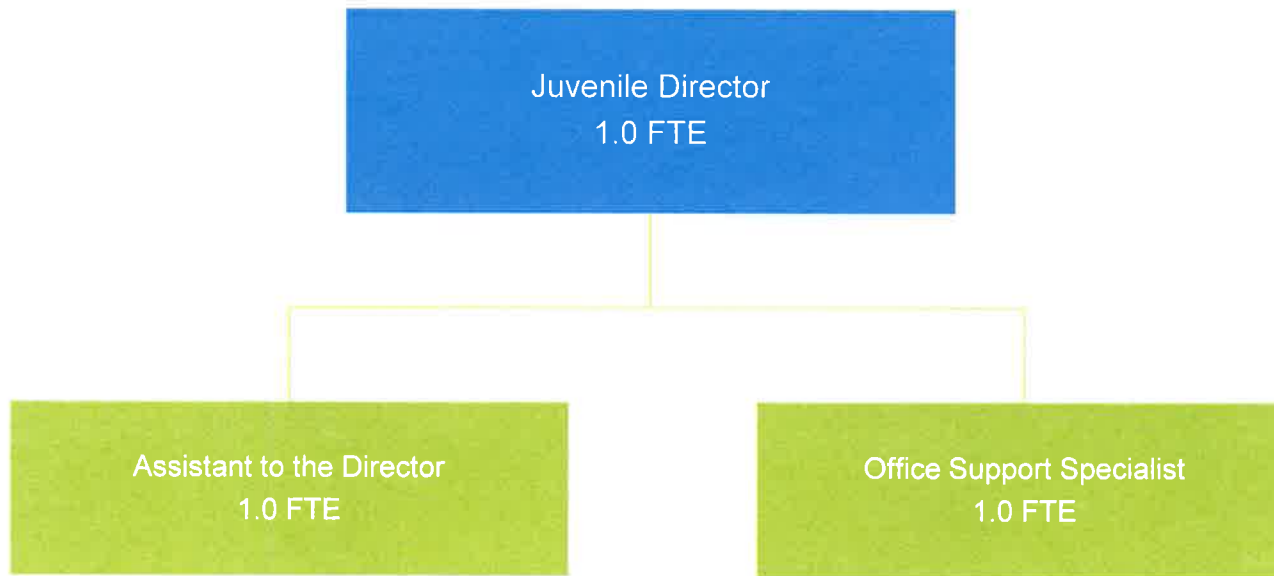 Juvenile Director
1.0 FTE
Assistant to the Director
1.0 FTE
Office Support Specialist
1.0 FTE